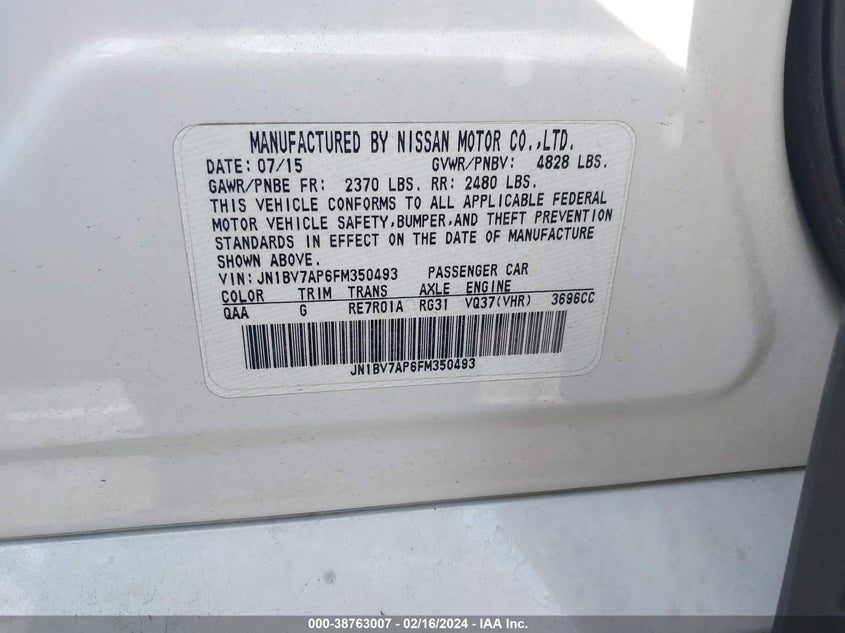 MANUFACTURED BY NISSAN MOTOR CO.,LTD.
DATE: 07/15 GVWR/PNBV: 4828 LBS.
GAWR/PNBE FR: 2370 LBS. RR: 2480 LBS.
THIS VEHICLE CONFORMS TO ALL APPLICABLE FEDERAL
MOTOR VEHICLE SAFETY,BUMPER,AND THEFT PREVENTION
STANDARDS IN EFFECT ON THE DATE OF MANUFACTURE
SHOWN ABOVE.
VIN: JN1BV7AP6FM350493 PASSENGER CAR
COLOR TRIM TRANS AXLE ENGINE
QAA G RE7R01A RG31 VQ37(VHR) 3696CC
JN1BV7AP6FM350493
000-38763007 - 02/16/2024 - IAA Inc.